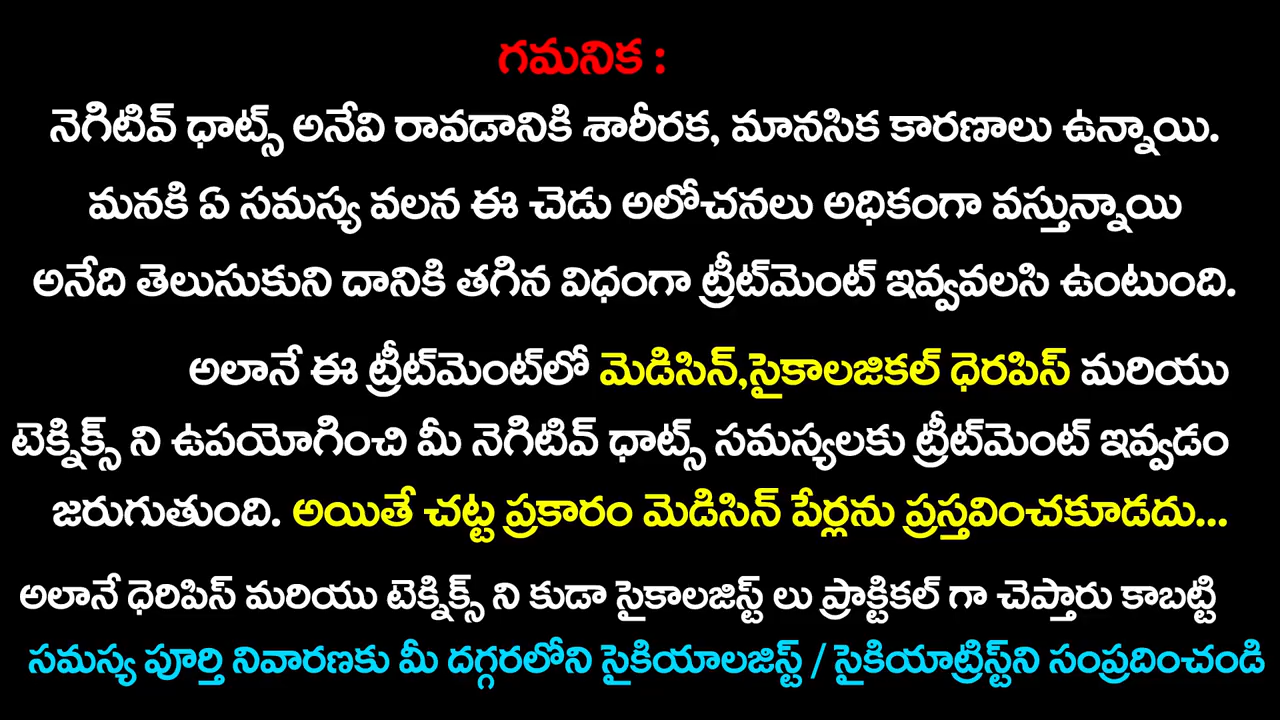 గమనిక :
నెగిటివ్ ధాట్స్ అనేవి రావడానికి శారీరక, మానసిక కారణాలు ఉన్నాయి.
మనకి ఏ సమస్య వలన ఈ చెడు అలోచనలు అధికంగా వస్తున్నాయి
అనేది తెలుసుకుని దానికి తగిన విధంగా ట్రీట్‌మెంట్ ఇవ్వవలసి ఉంటుంది.
అలానే ఈ ట్రీట్‌మెంట్‌లో మెడిసిన్,సైకాలజికల్ ధెరపిస్ మరియు
టెక్నిక్స్ ని ఉపయోగించి మీ నెగిటివ్ ధాట్స్ సమస్యలకు ట్రీట్‌మెంట్ ఇవ్వడం
జరుగుతుంది. అయితే చట్ట ప్రకారం మెడిసిన్ పేర్లను ప్రస్తవించకూడదు...
అలానే ధెరిపిస్ మరియు టెక్నిక్స్ ని కుడా సైకాలజిస్ట్ లు ప్రాక్టికల్ గా చెప్తారు కాబట్టి
సమస్య పూర్తి నివారణకు మీ దగ్గరలోని సైకియాలజిస్ట్ / సైకియాట్రిస్ట్‌ని సంప్రదించండి